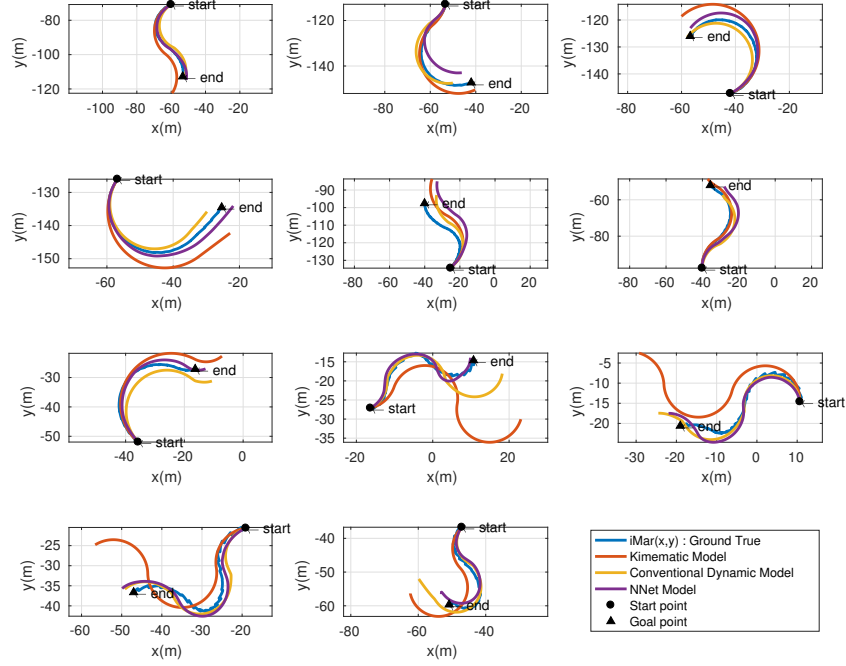 start
end
-80
-100
-120
y(m)
-100 -80 -60 -40 -20
x(m)
start
end
-120
-140
y(m)
-80 -60 -40 -20
x(m)
end
start
-120
-130
-140
y(m)
-80 -60 -40 -20
x(m)
start
end
-130
-140
-150
y(m)
-60 -40 -20
x(m)
end
start
-90
-100
-110
-120
-130
y(m)
-80 -60 -40 -20 0 20
x(m)
end
start
-60
-80
y(m)
-80 -60 -40 -20 0 20
x(m)
end
start
-30
-40
-50
y(m)
-60 -40 -20 0
x(m)
end
start
-15
-20
-25
-30
-35
y(m)
-20 0 20
x(m)
end
start
-5
-10
-15
-20
y(m)
-30 -20 -10 0 10
x(m)
start
end
-25
-30
-35
-40
y(m)
-60 -50 -40 -30 -20
x(m)
start
end
-40
-50
-60
y(m)
-80 -60 -40 -20
x(m)
iMar(x,y) : Ground True
Kimematic Model
Conventional Dynamic Model
NNet Model
Start point
Goal point